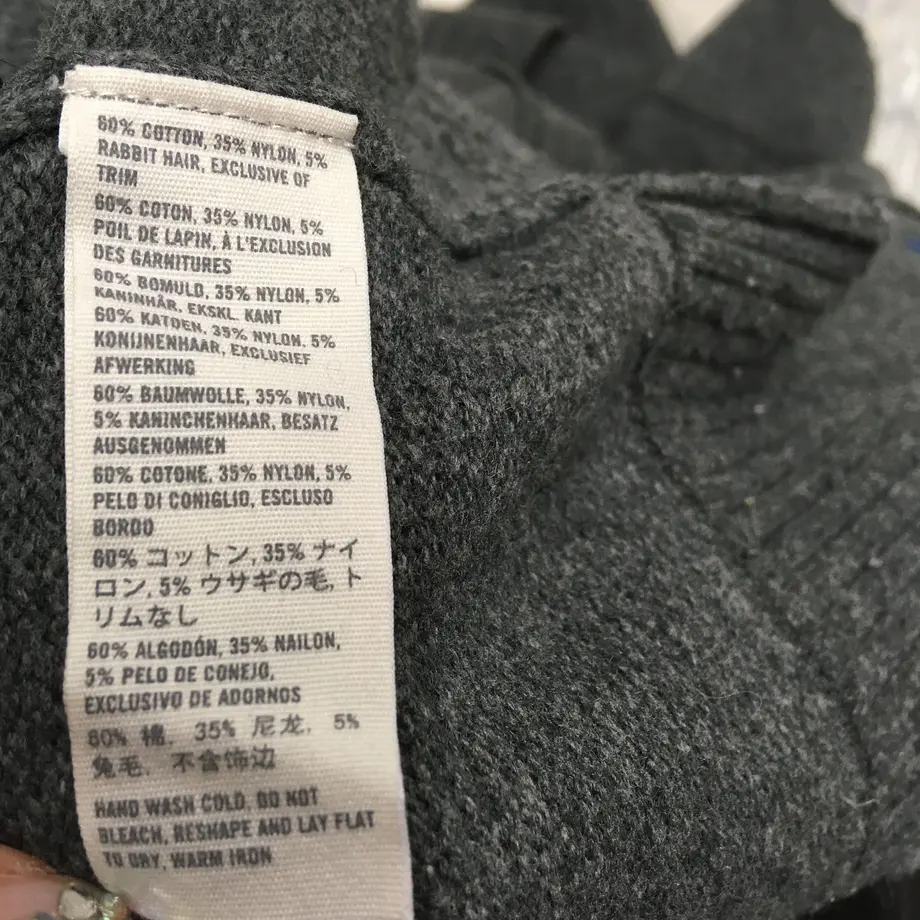 60% COTTON, 35% NYLON, 5%
RABBIT HAIR, EXCLUSIVE OF
TRIM
60% COTON, 35% NYLON, 5%
POIL DE LAPIN, À L'EXCLUSION
DES GARNITURES
60% BOMULD, 35% NYLON, 5%
KANINHÅR, EKSKL. KANT
60% KATOEN, 35% NYLON, 5%
KONIJNENHAAR, EXCLUSIEF
AFWERKING
60% BAUMWOLLE, 35% NYLON,
5% KANINCHENHAAR, BESATZ
AUSGENOMMEN
60% COTONE, 35% NYLON, 5%
PELO DI CONIGLIO, ESCLUSO
BORDO
60% コットン, 35% ナイ
ロン, 5% ウサギの毛, ト
リムなし
60% ALGODÓN, 35% NAILON,
5% PELO DE CONEJO,
EXCLUSIVO DE ADORNOS
60% 棉, 35% 尼龙, 5%
兔毛, 不含饰边
HAND WASH COLD, DO NOT
BLEACH, RESHAPE AND LAY FLAT
TO DRY, WARM IRON